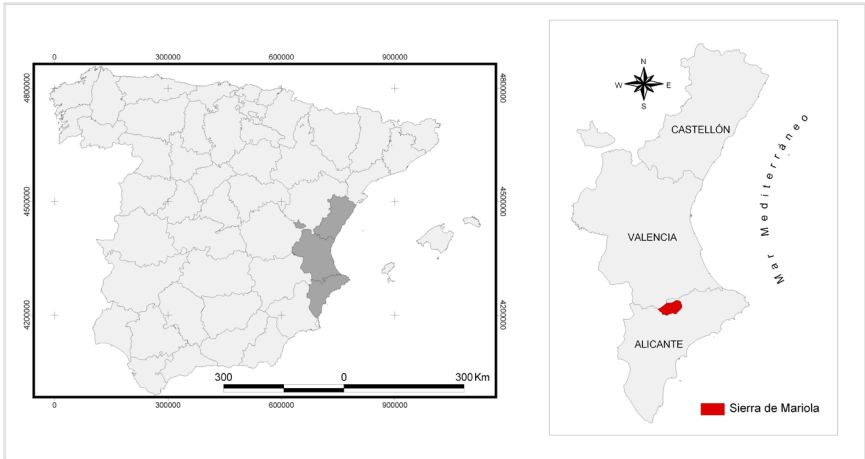 0 300000 600000 900000
4800000 4800000
4500000 4500000
4200000 4200000
300 0 300 Km
0 300000 600000 900000
N
W E
S
CASTELLÓN
VALENCIA
ALICANTE
Mar Mediterráneo
Sierra de Mariola